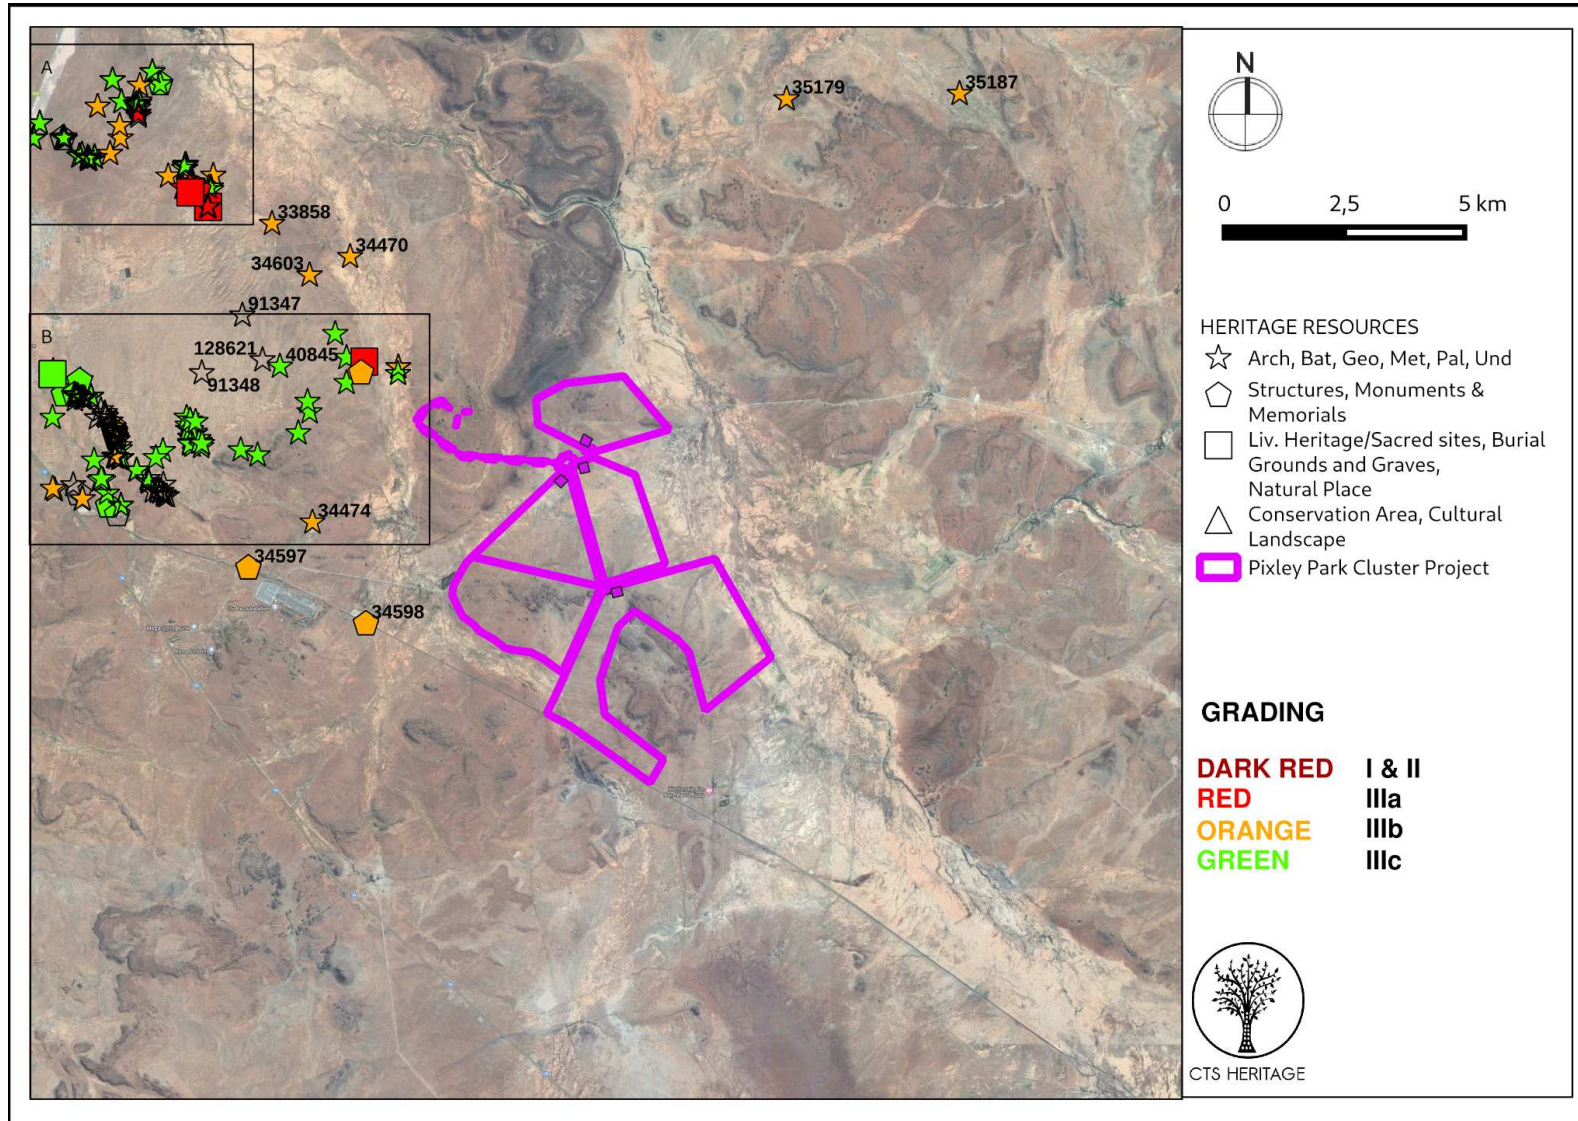 A
35179
35187
33858
34470
34603
91347
B
128621
40845
91348
34474
34597
34598
N
0 2,5 5 km
HERITAGE RESOURCES
Arch, Bat, Geo, Met, Pal, Und
Structures, Monuments &
Memorials
Liv. Heritage/Sacred sites, Burial
Grounds and Graves,
Natural Place
Conservation Area, Cultural
Landscape
Pixley Park Cluster Project
GRADING
DARK RED I & II
RED IIIa
ORANGE IIIb
GREEN IIIc
CTS HERITAGE